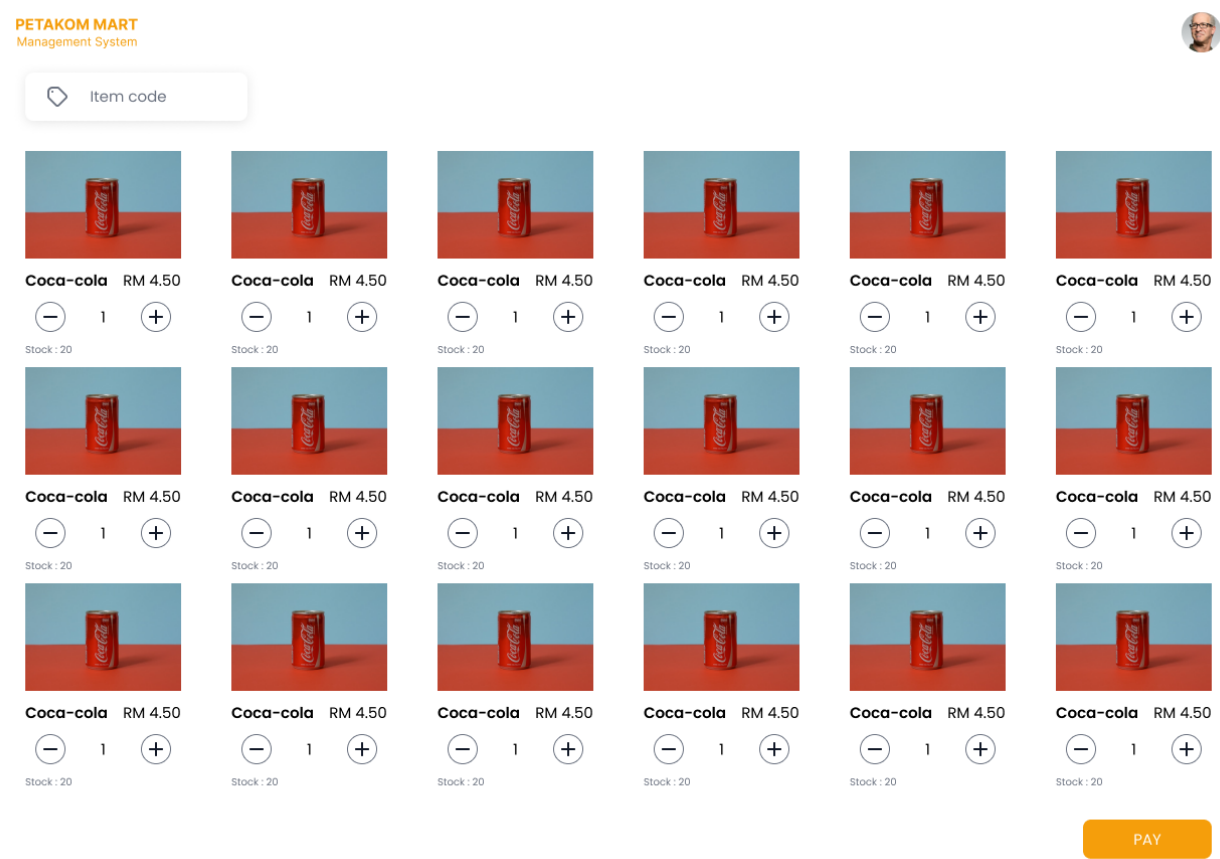 PETAKOM MART
Management System
Item code
Coca-cola RM 4.50 Coca-cola RM 4.50 Coca-cola RM 4.50 Coca-cola RM 4.50 Coca-cola RM 4.50 Coca-cola RM 4.50
1 1 1 1 1 1
Stock : 20 Stock : 20 Stock : 20 Stock : 20 Stock : 20 Stock : 20
Coca-cola RM 4.50 Coca-cola RM 4.50 Coca-cola RM 4.50 Coca-cola RM 4.50 Coca-cola RM 4.50 Coca-cola RM 4.50
1 1 1 1 1 1
Stock : 20 Stock : 20 Stock : 20 Stock : 20 Stock : 20 Stock : 20
Coca-cola RM 4.50 Coca-cola RM 4.50 Coca-cola RM 4.50 Coca-cola RM 4.50 Coca-cola RM 4.50 Coca-cola RM 4.50
1 1 1 1 1 1
Stock : 20 Stock : 20 Stock : 20 Stock : 20 Stock : 20 Stock : 20
PAY